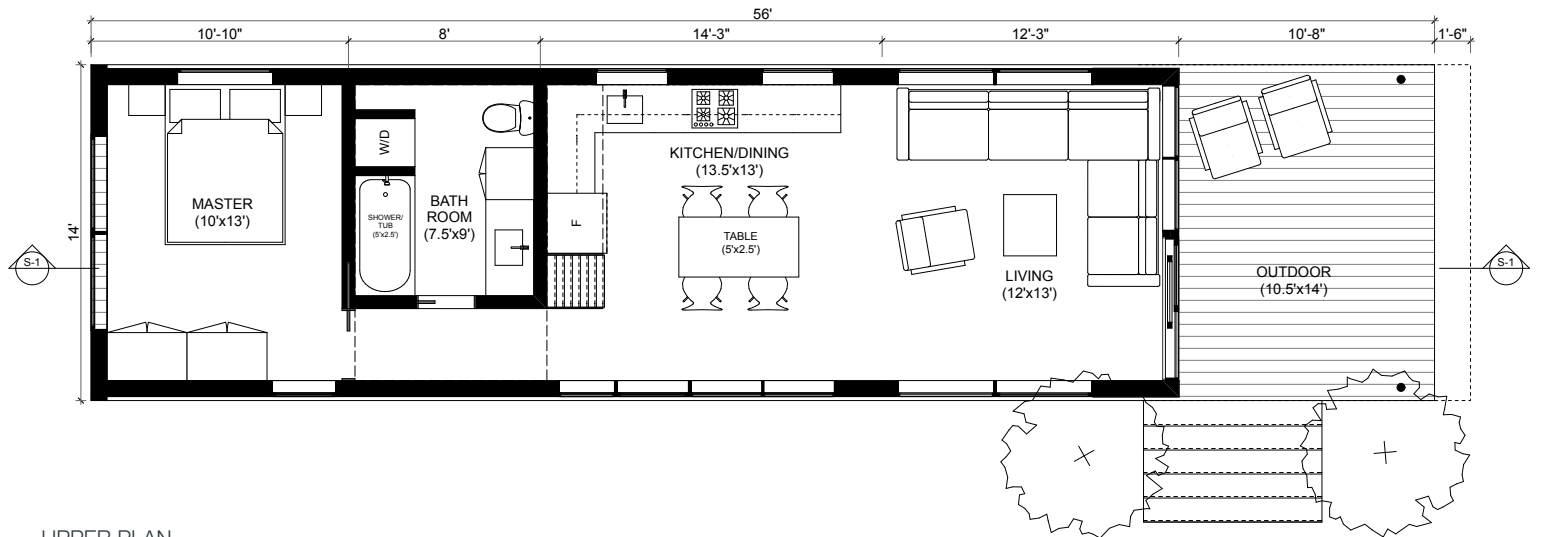 56'
10'-10"
8'
14'-3"
12'-3"
10'-8"
1'-6"
14'
W/D
KITCHEN/DINING
(13.5'x13')
MASTER
(10'x13')
SHOWER/
TUB
(5'x2.5')
BATH
ROOM
(7.5'x9')
F
TABLE
(5'x2.5')
LIVING
(12'x13')
OUTDOOR
(10.5'x14')
S-1
S-1
UPPER PLAN